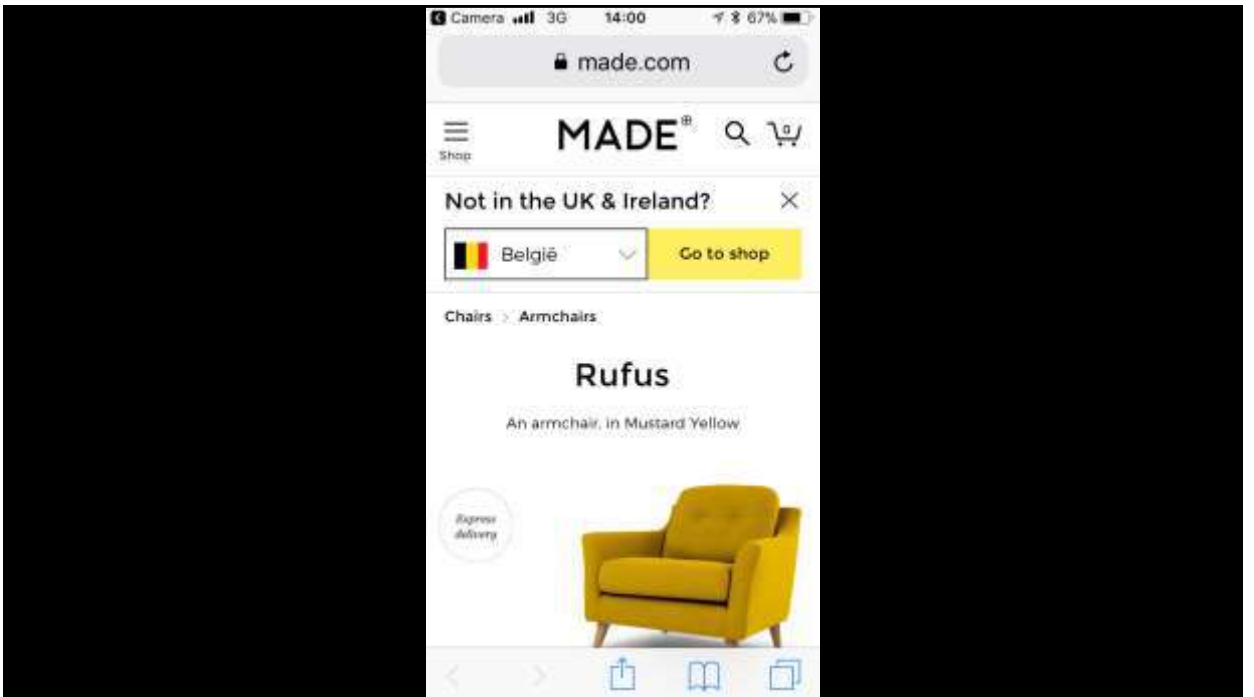 Camera 3G 14:00 67%
made.com
MADE
Shop
0
Not in the UK & Ireland?
België Go to shop
Chairs > Armchairs
Rufus
An armchair, in Mustard Yellow
Express
delivery